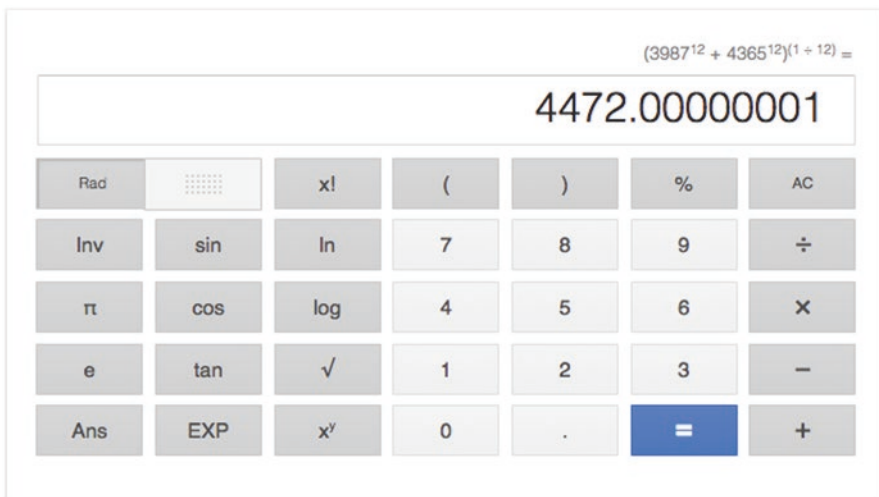 (3987¹² + 4365¹²)⁽¹ ÷ ¹²⁾ =
4472.00000001
Rad x! ( ) % AC
Inv sin ln 7 8 9 ÷
π cos log 4 5 6 ×
e tan √ 1 2 3 −
Ans EXP xʸ 0 . = +